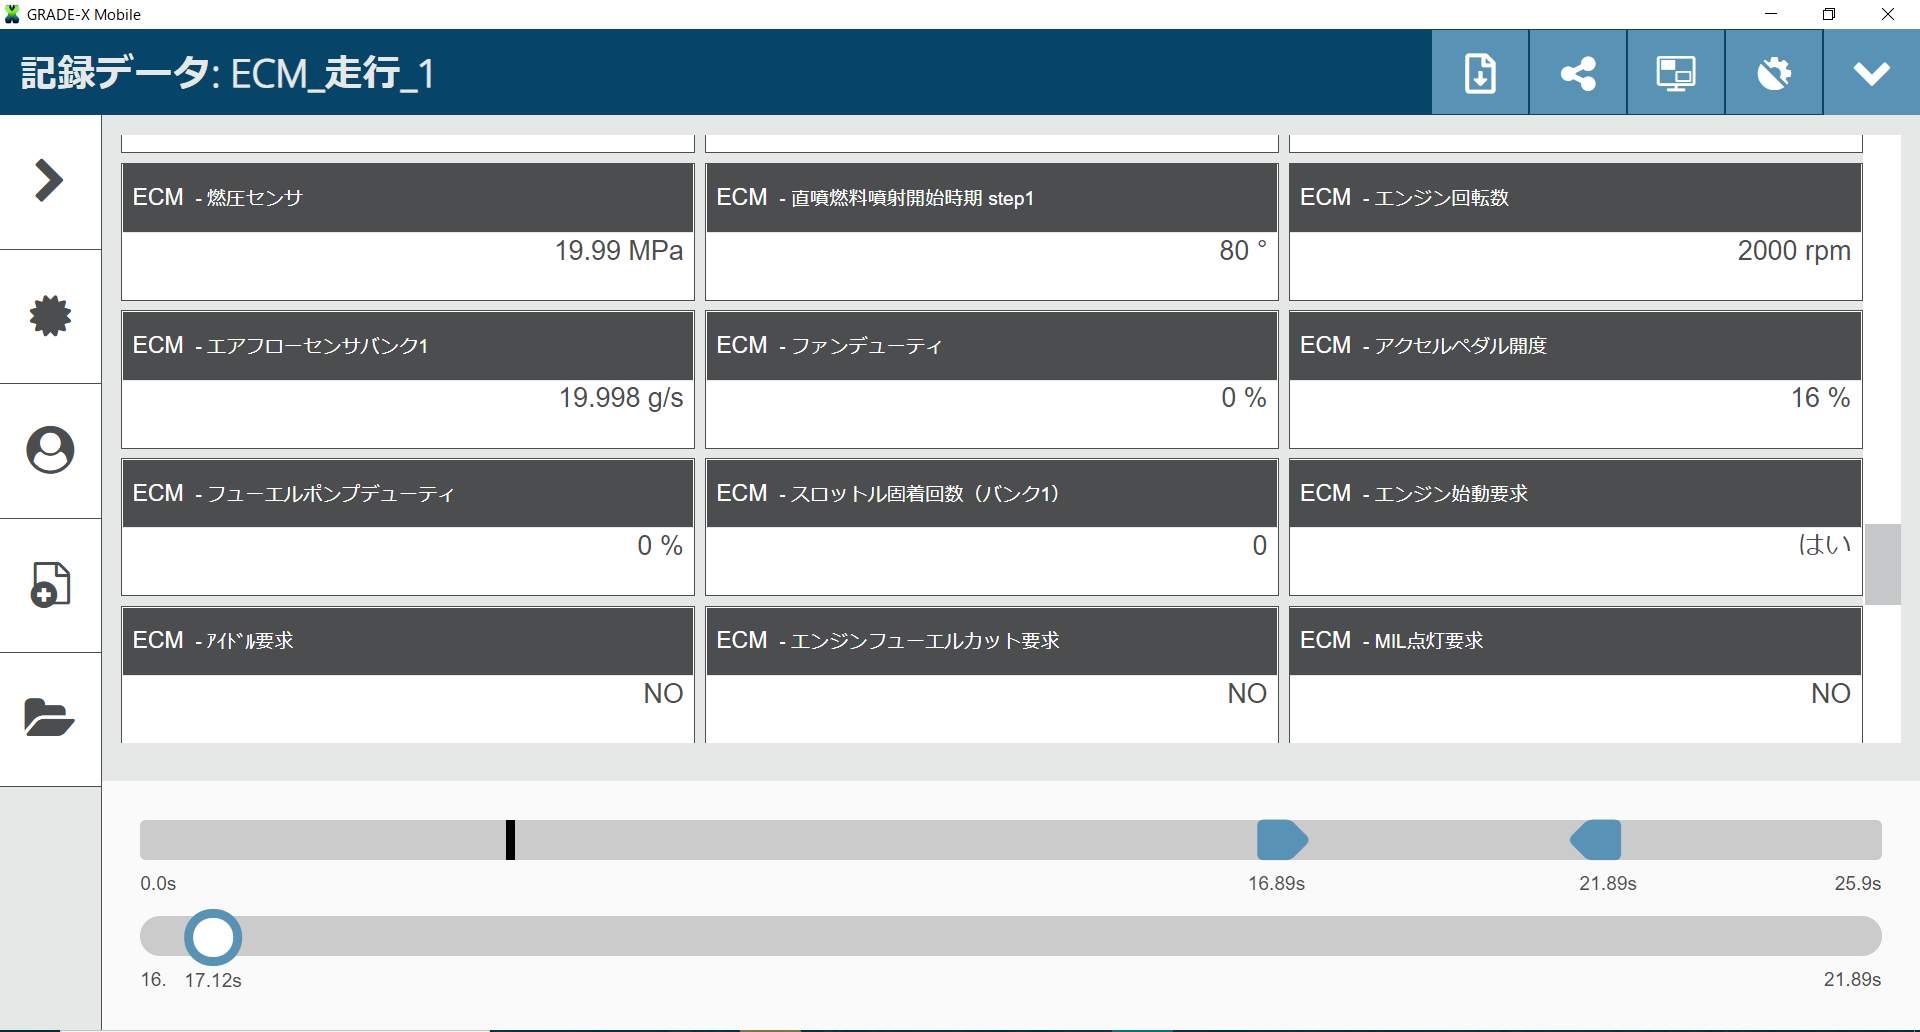 GRADE-X Mobile
記録データ: ECM_走行_1
ECM - 燃圧センサ
19.99 MPa
ECM - 直噴燃料噴射開始時期 step1
80 °
ECM - エンジン回転数
2000 rpm
ECM - エアフローセンサバンク1
19.998 g/s
ECM - ファンデューティ
0 %
ECM - アクセルペダル開度
16 %
ECM - フューエルポンプデューティ
0 %
ECM - スロットル固着回数（バンク1）
0
ECM - エンジン始動要求
はい
ECM - ｱｲﾄﾞﾙ要求
NO
ECM - エンジンフューエルカット要求
NO
ECM - MIL点灯要求
NO
0.0s
16.89s
21.89s
25.9s
16.
17.12s
21.89s